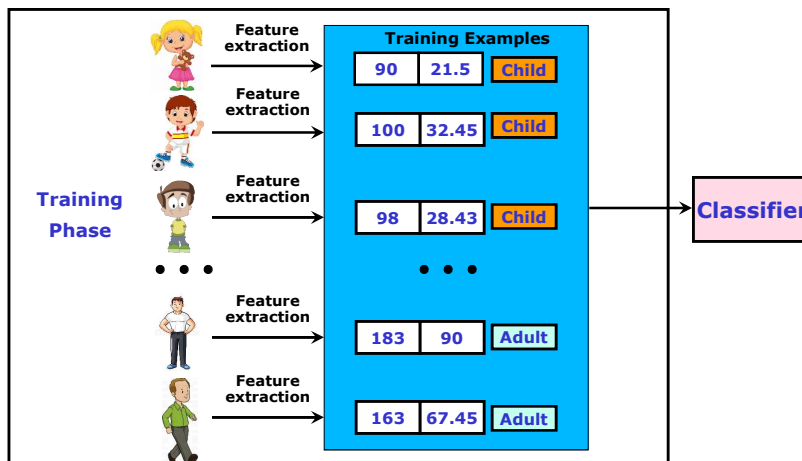 Feature
extraction
Training Examples
90 21.5 Child
Feature
extraction
100 32.45 Child
Training
Phase
Feature
extraction
98 28.43 Child
Classifier
• • • • • •
Feature
extraction
183 90 Adult
Feature
extraction
163 67.45 Adult